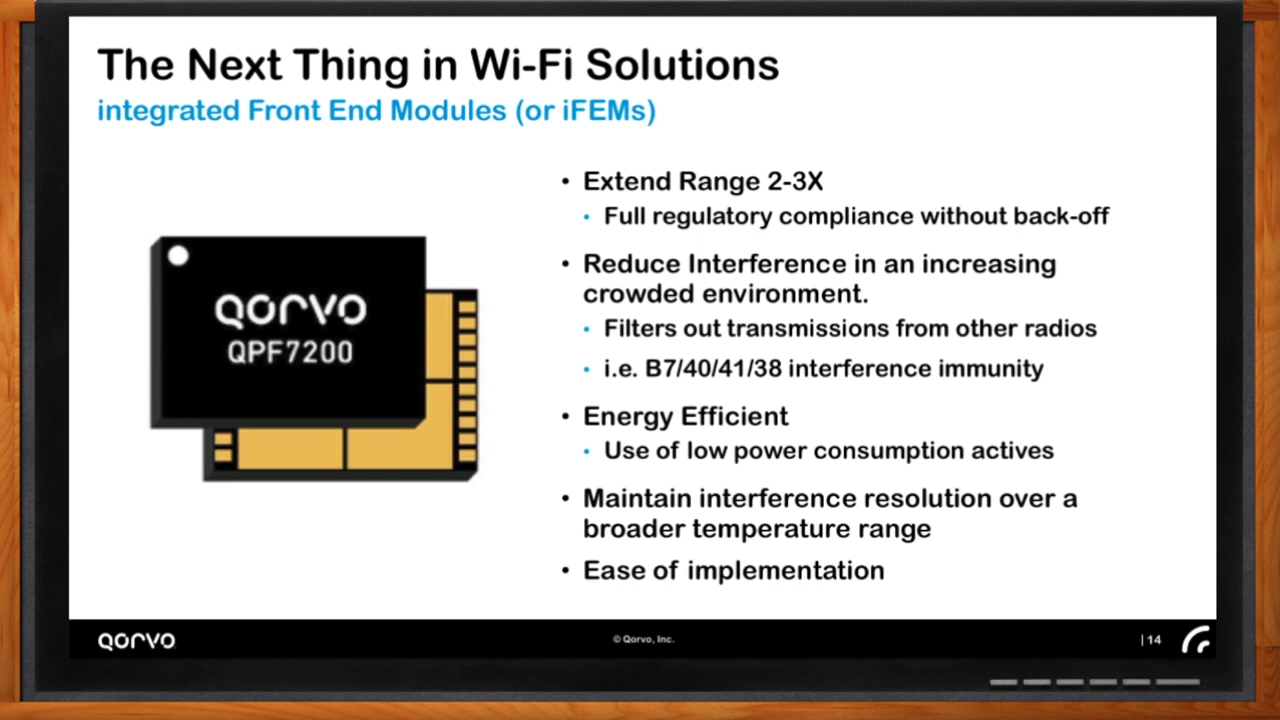 The Next Thing in Wi-Fi Solutions
integrated Front End Modules (or iFEMs)
QORVO
QPF7200
• Extend Range 2-3X
• Full regulatory compliance without back-off
• Reduce Interference in an increasing
crowded environment.
• Filters out transmissions from other radios
• i.e. B7/40/41/38 interference immunity
• Energy Efficient
• Use of low power consumption actives
• Maintain interference resolution over a
broader temperature range
• Ease of implementation
QORVO
© Qorvo, Inc.
| 14